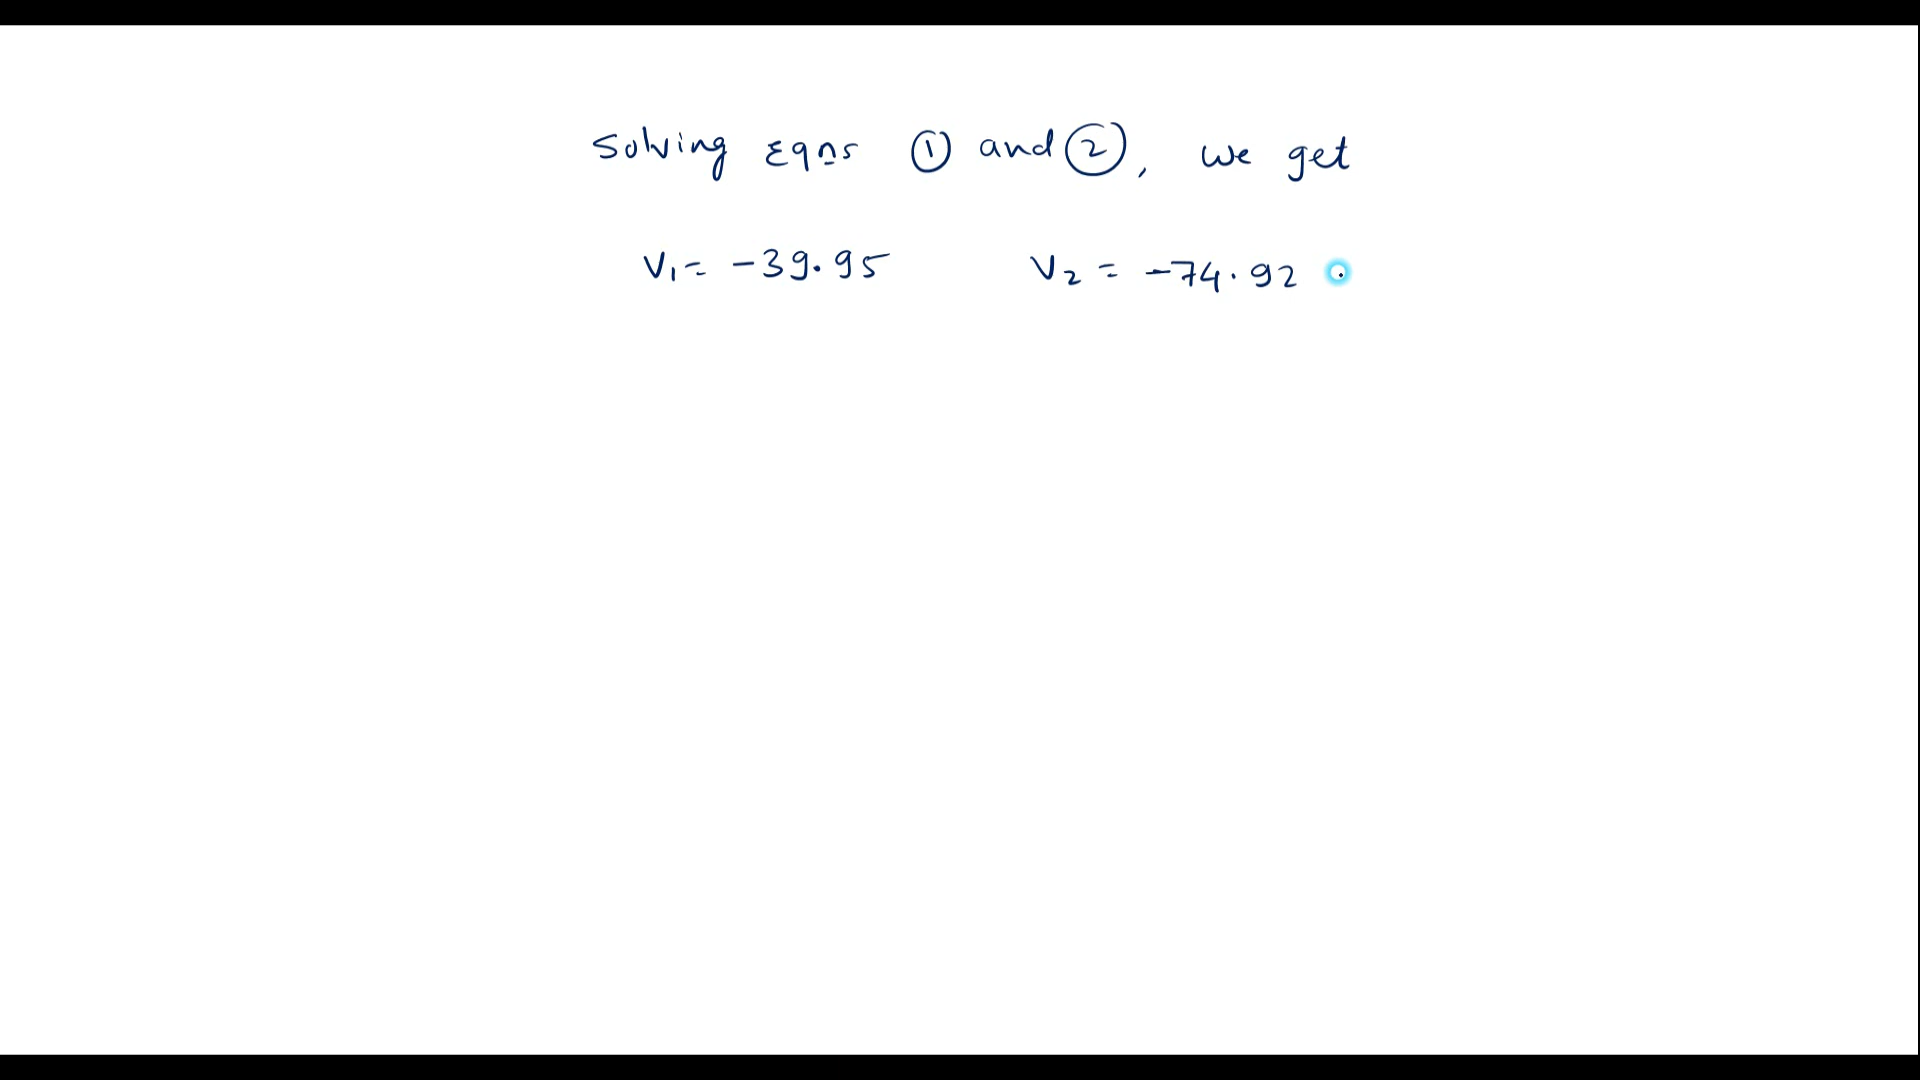 Solving Eqns ① and ②, we get
V₁ = -39.95 V₂ = -74.92